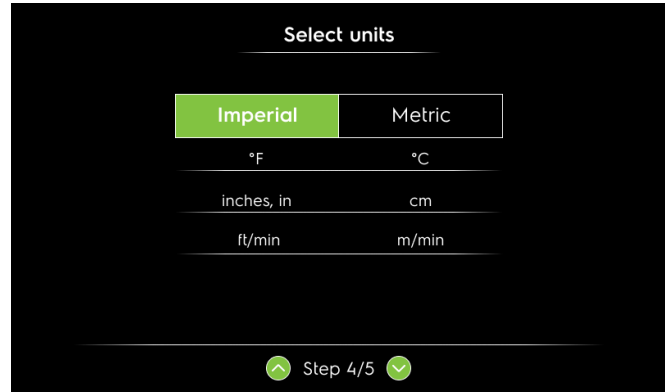 Select units
Imperial Metric
°F °C
inches, in cm
ft/min m/min
Step 4/5